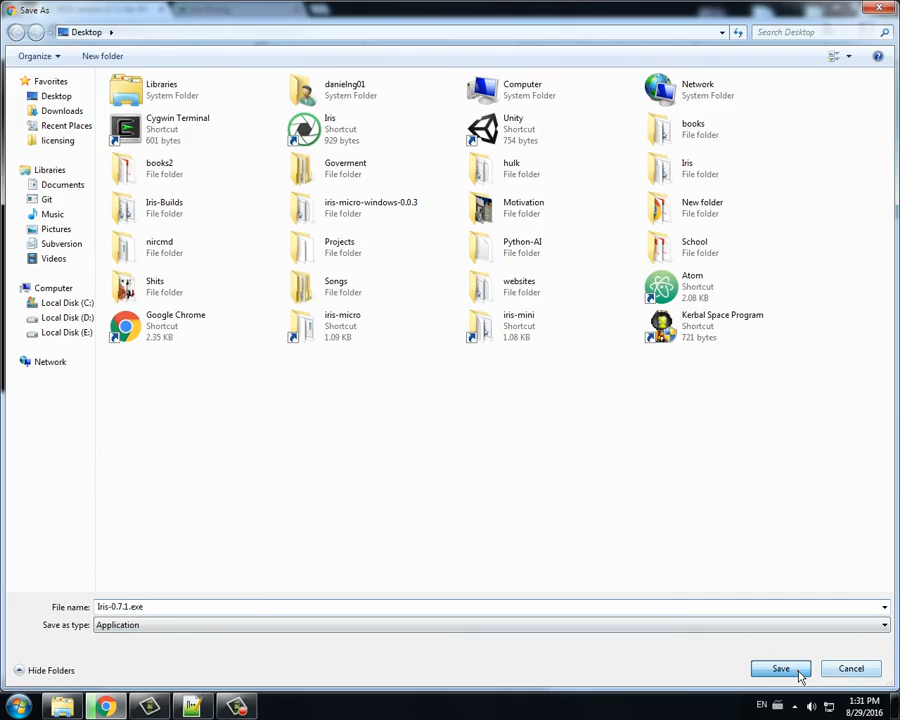 Save As
Desktop
Search Desktop
Organize
New folder
Favorites
Desktop
Downloads
Recent Places
licensing
Libraries
Documents
Git
Music
Pictures
Subversion
Videos
Computer
Local Disk (C:)
Local Disk (D:)
Local Disk (E:)
Network
Libraries
System Folder
danielng01
System Folder
Computer
System Folder
Network
System Folder
Cygwin Terminal
Shortcut
601 bytes
Iris
Shortcut
929 bytes
Unity
Shortcut
754 bytes
books
File folder
books2
File folder
Goverment
File folder
hulk
File folder
Iris
File folder
Iris-Builds
File folder
iris-micro-windows-0.0.3
File folder
Motivation
File folder
New folder
File folder
nircmd
File folder
Projects
File folder
Python-AI
File folder
School
File folder
Shits
File folder
Songs
File folder
websites
File folder
Atom
Shortcut
2.08 KB
Google Chrome
Shortcut
2.35 KB
iris-micro
Shortcut
1.09 KB
iris-mini
Shortcut
1.08 KB
Kerbal Space Program
Shortcut
721 bytes
File name: Iris-0.7.1.exe
Save as type: Application
Hide Folders
Save
Cancel
EN
1:31 PM
8/29/2016